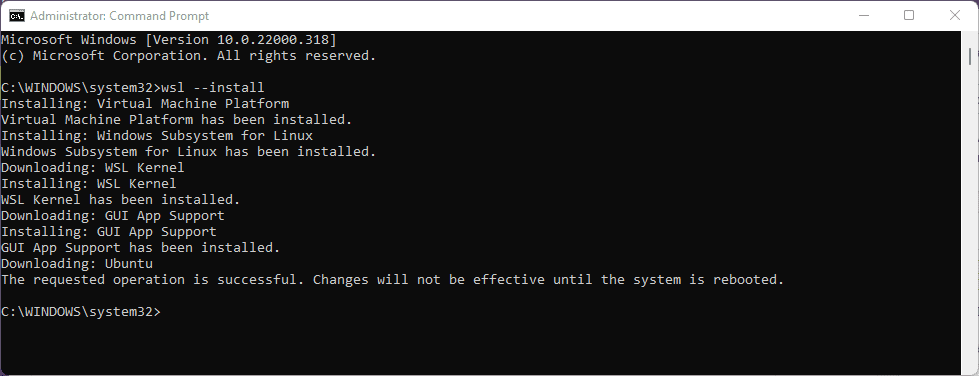 Administrator: Command Prompt
Microsoft Windows [Version 10.0.22000.318]
(c) Microsoft Corporation. All rights reserved.
C:\WINDOWS\system32>wsl --install
Installing: Virtual Machine Platform
Virtual Machine Platform has been installed.
Installing: Windows Subsystem for Linux
Windows Subsystem for Linux has been installed.
Downloading: WSL Kernel
Installing: WSL Kernel
WSL Kernel has been installed.
Downloading: GUI App Support
Installing: GUI App Support
GUI App Support has been installed.
Downloading: Ubuntu
The requested operation is successful. Changes will not be effective until the system is rebooted.
C:\WINDOWS\system32>